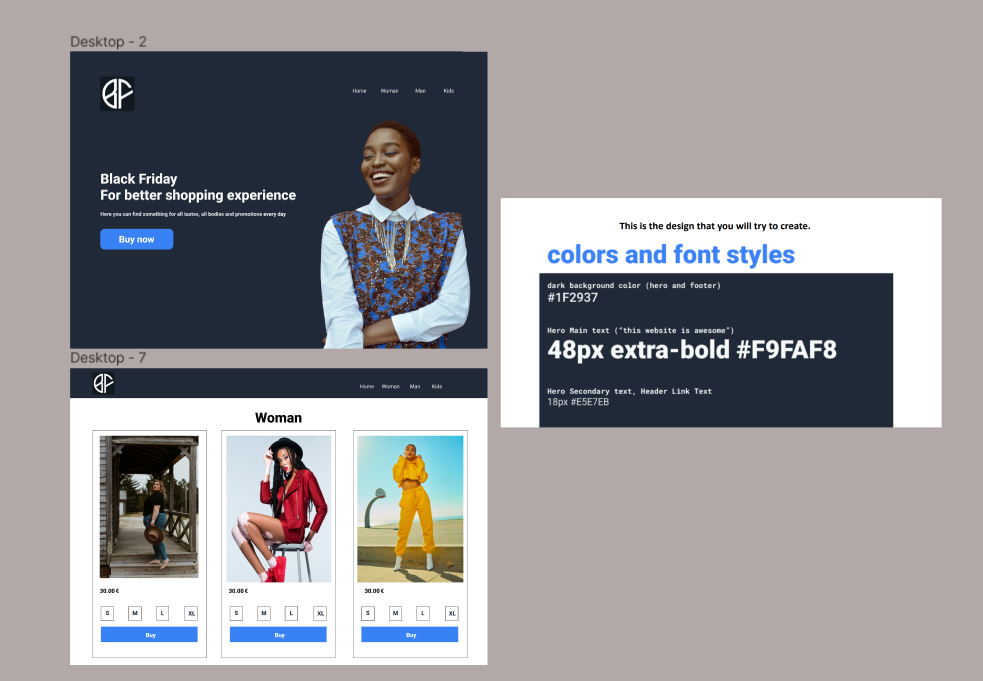 Desktop - 2
BF
Home Woman Man Kids
Black Friday
For better shopping experience
Here you can find something for all tastes, all bodies and promotions every day
Buy now
Desktop - 7
BF
Home Woman Man Kids
Woman
30.00 € 30.00 € 30.00 €
S M L XL S M L XL S M L XL
Buy Buy Buy
This is the design that you will try to create.
colors and font styles
dark background color (hero and footer)
#1F2937
Hero Main text ("this website is awesome")
48px extra-bold #F9FAF8
Hero Secondary text, Header Link Text
18px #E5E7EB